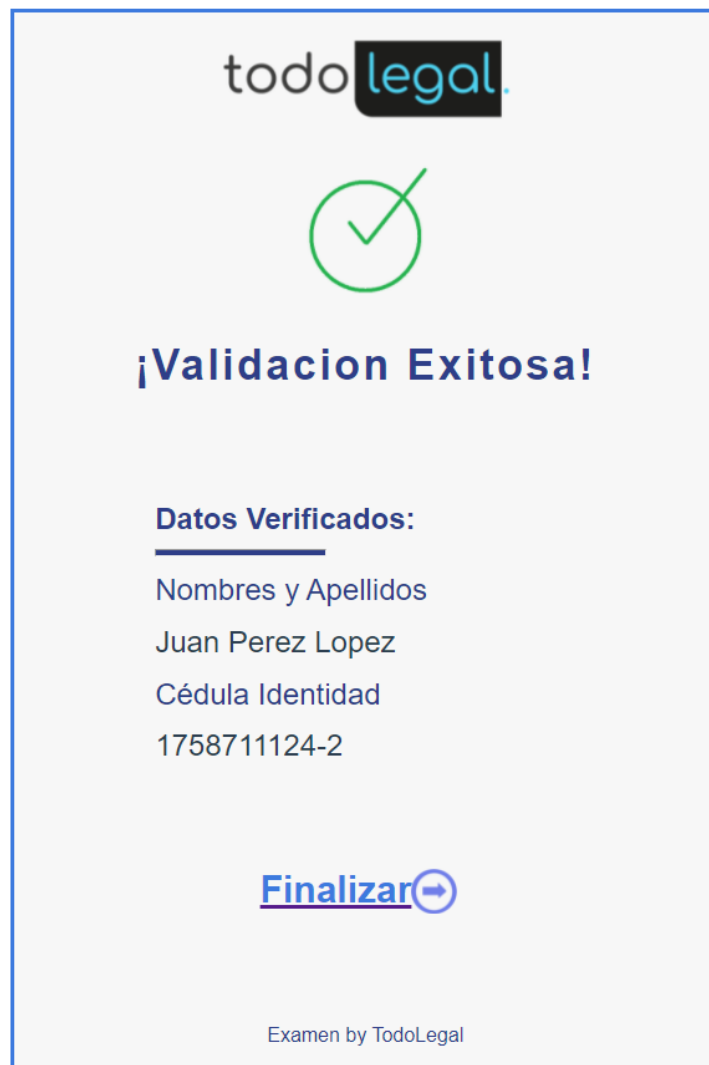 todo legal.
¡Validacion Exitosa!
Datos Verificados:
Nombres y Apellidos
Juan Perez Lopez
Cédula Identidad
1758711124-2
Finalizar
Examen by TodoLegal